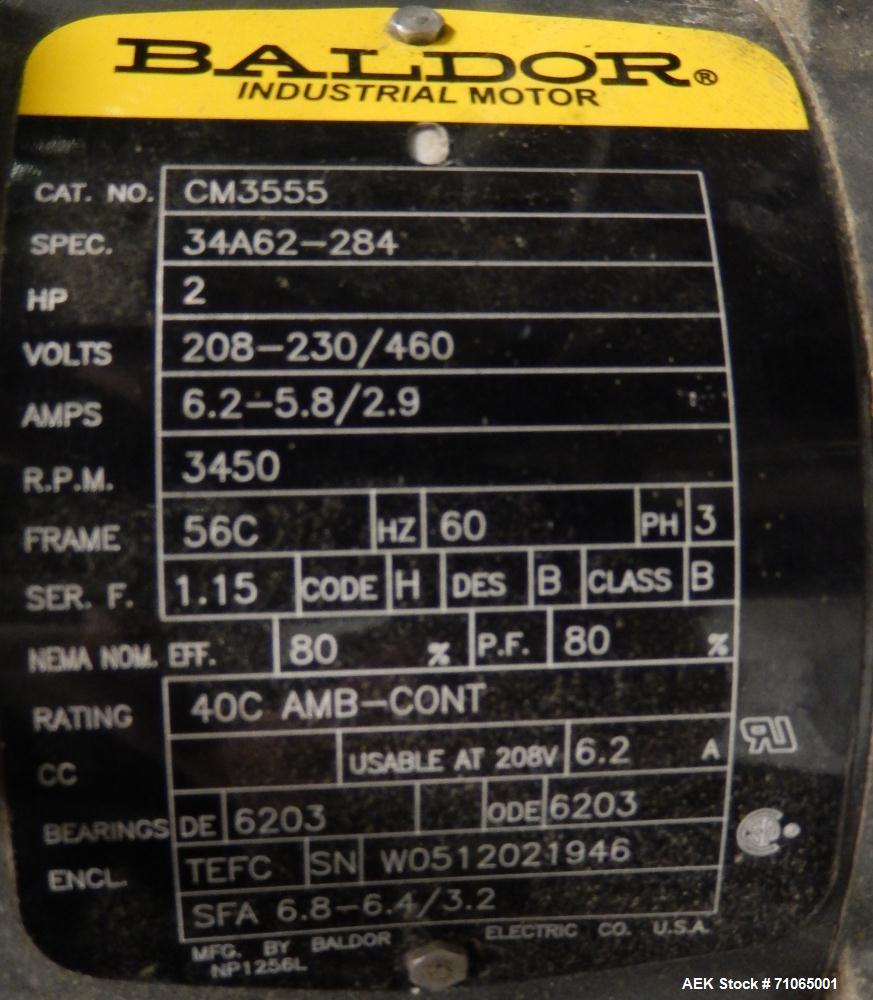 BALDOR®
INDUSTRIAL MOTOR
CAT. NO. CM3555
SPEC. 34A62-284
HP 2
VOLTS 208-230/460
AMPS 6.2-5.8/2.9
R.P.M. 3450
FRAME 56C HZ 60 PH 3
SER. F. 1.15 CODE H DES B CLASS B
NEMA NOM. EFF. 80 % P.F. 80 %
RATING 40C AMB-CONT
CC USABLE AT 208V 6.2 A
BEARINGS DE 6203 ODE 6203
ENCL. TEFC SN W0512021946
SFA 6.8-6.4/3.2
MFG. BY BALDOR ELECTRIC CO. U.S.A.
NP1256L
AEK Stock # 71065001